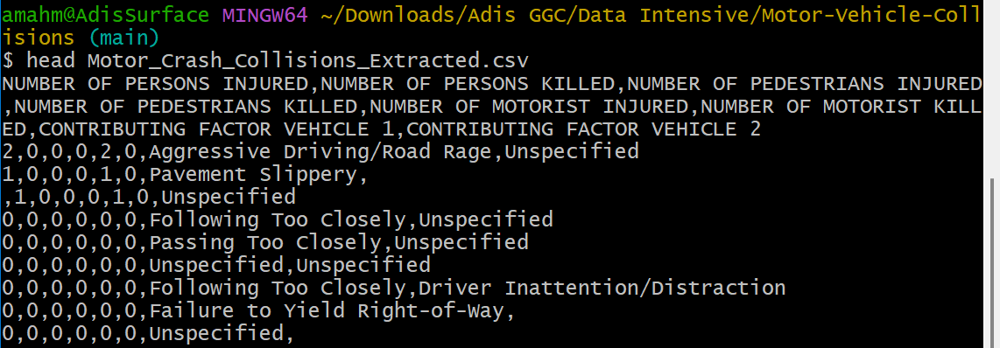 amahm@AdisSurface MINGW64 ~/Downloads/Adis GGC/Data Intensive/Motor-Vehicle-Coll
isions (main)
$ head Motor_Crash_Collisions_Extracted.csv
NUMBER OF PERSONS INJURED,NUMBER OF PERSONS KILLED,NUMBER OF PEDESTRIANS INJURED
,NUMBER OF PEDESTRIANS KILLED,NUMBER OF MOTORIST INJURED,NUMBER OF MOTORIST KILL
ED,CONTRIBUTING FACTOR VEHICLE 1,CONTRIBUTING FACTOR VEHICLE 2
2,0,0,0,2,0,Aggressive Driving/Road Rage,Unspecified
1,0,0,0,1,0,Pavement Slippery,
,1,0,0,0,1,0,Unspecified
0,0,0,0,0,0,Following Too Closely,Unspecified
0,0,0,0,0,0,Passing Too Closely,Unspecified
0,0,0,0,0,0,Unspecified,Unspecified
0,0,0,0,0,0,Following Too Closely,Driver Inattention/Distraction
0,0,0,0,0,0,Failure to Yield Right-of-Way,
0,0,0,0,0,0,Unspecified,